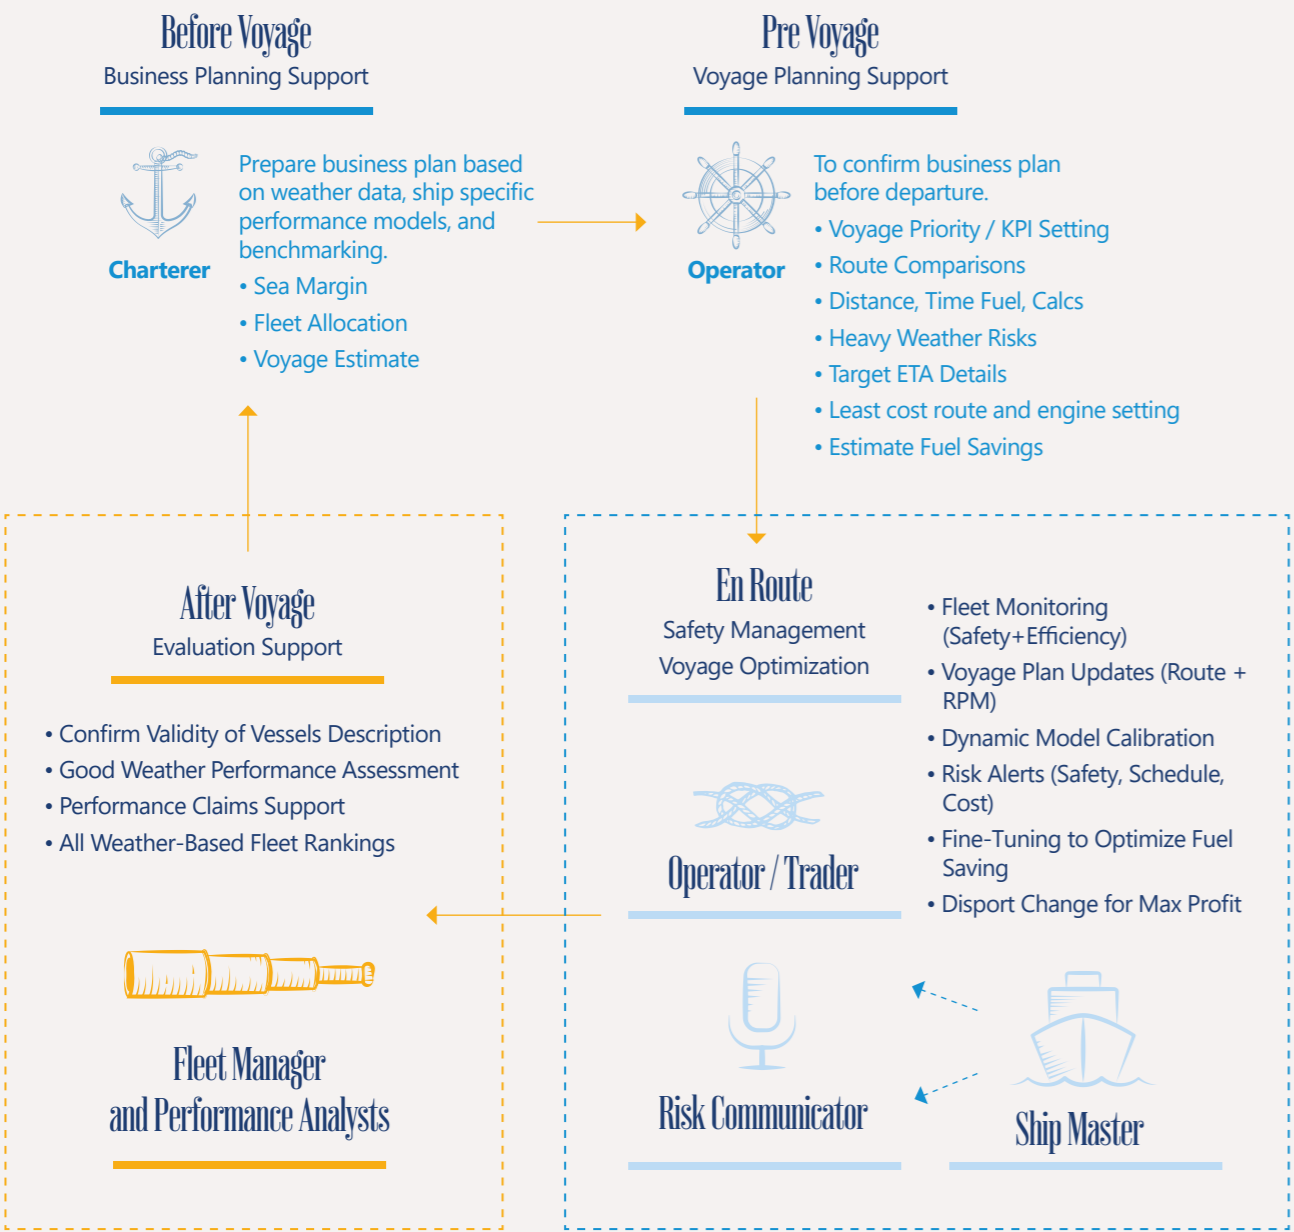 Before Voyage
Business Planning Support
Charterer
Prepare business plan based
on weather data, ship specific
performance models, and
benchmarking.
• Sea Margin
• Fleet Allocation
• Voyage Estimate
Pre Voyage
Voyage Planning Support
Operator
To confirm business plan
before departure.
• Voyage Priority / KPI Setting
• Route Comparisons
• Distance, Time Fuel, Calcs
• Heavy Weather Risks
• Target ETA Details
• Least cost route and engine setting
• Estimate Fuel Savings
En Route
Safety Management
Voyage Optimization
Operator / Trader
Risk Communicator
• Fleet Monitoring
(Safety+Efficiency)
• Voyage Plan Updates (Route +
RPM)
• Dynamic Model Calibration
• Risk Alerts (Safety, Schedule,
Cost)
• Fine-Tuning to Optimize Fuel
Saving
• Disport Change for Max Profit
Ship Master
After Voyage
Evaluation Support
• Confirm Validity of Vessels Description
• Good Weather Performance Assessment
• Performance Claims Support
• All Weather-Based Fleet Rankings
Fleet Manager
and Performance Analysts